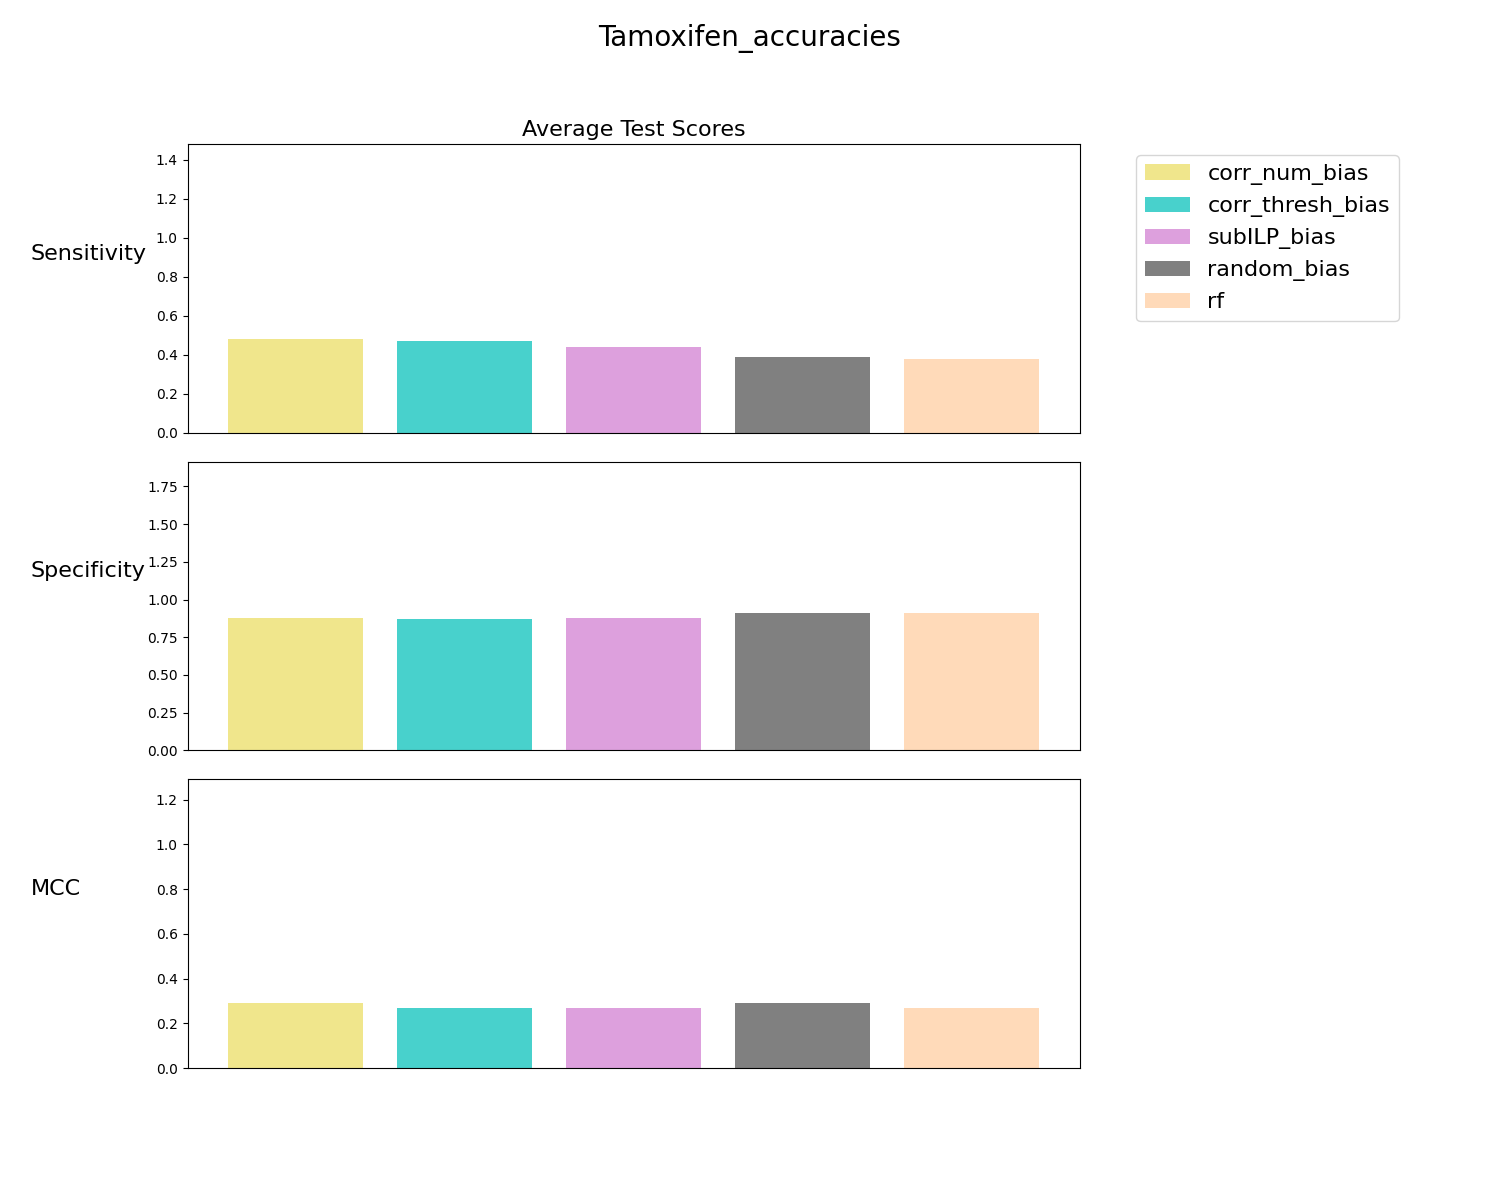 Tamoxifen_accuracies
Average Test Scores
Sensitivity
1.4
1.2
1.0
0.8
0.6
0.4
0.2
0.0
corr_num_bias
corr_thresh_bias
subILP_bias
random_bias
rf
Specificity
1.75
1.50
1.25
1.00
0.75
0.50
0.25
0.00
MCC
1.2
1.0
0.8
0.6
0.4
0.2
0.0